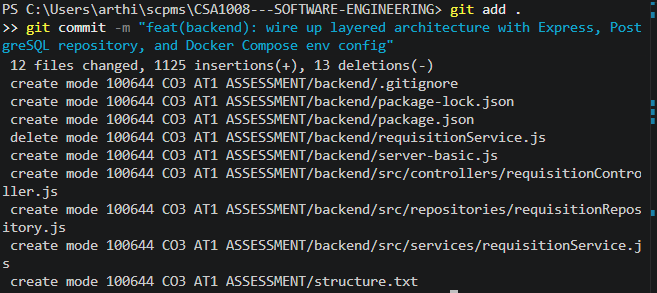 PS C:\Users\arthi\scpms\CSA1008---SOFTWARE-ENGINEERING> git add .
>> git commit -m "feat(backend): wire up layered architecture with Express, Post
greSQL repository, and Docker Compose env config"
 12 files changed, 1125 insertions(+), 13 deletions(-)
 create mode 100644 CO3 AT1 ASSESSMENT/backend/.gitignore
 create mode 100644 CO3 AT1 ASSESSMENT/backend/package-lock.json
 create mode 100644 CO3 AT1 ASSESSMENT/backend/package.json
 delete mode 100644 CO3 AT1 ASSESSMENT/backend/requisitionService.js
 create mode 100644 CO3 AT1 ASSESSMENT/backend/server-basic.js
 create mode 100644 CO3 AT1 ASSESSMENT/backend/src/controllers/requisitionContro
ller.js
 create mode 100644 CO3 AT1 ASSESSMENT/backend/src/repositories/requisitionRepos
itory.js
 create mode 100644 CO3 AT1 ASSESSMENT/backend/src/services/requisitionService.j
s
 create mode 100644 CO3 AT1 ASSESSMENT/structure.txt